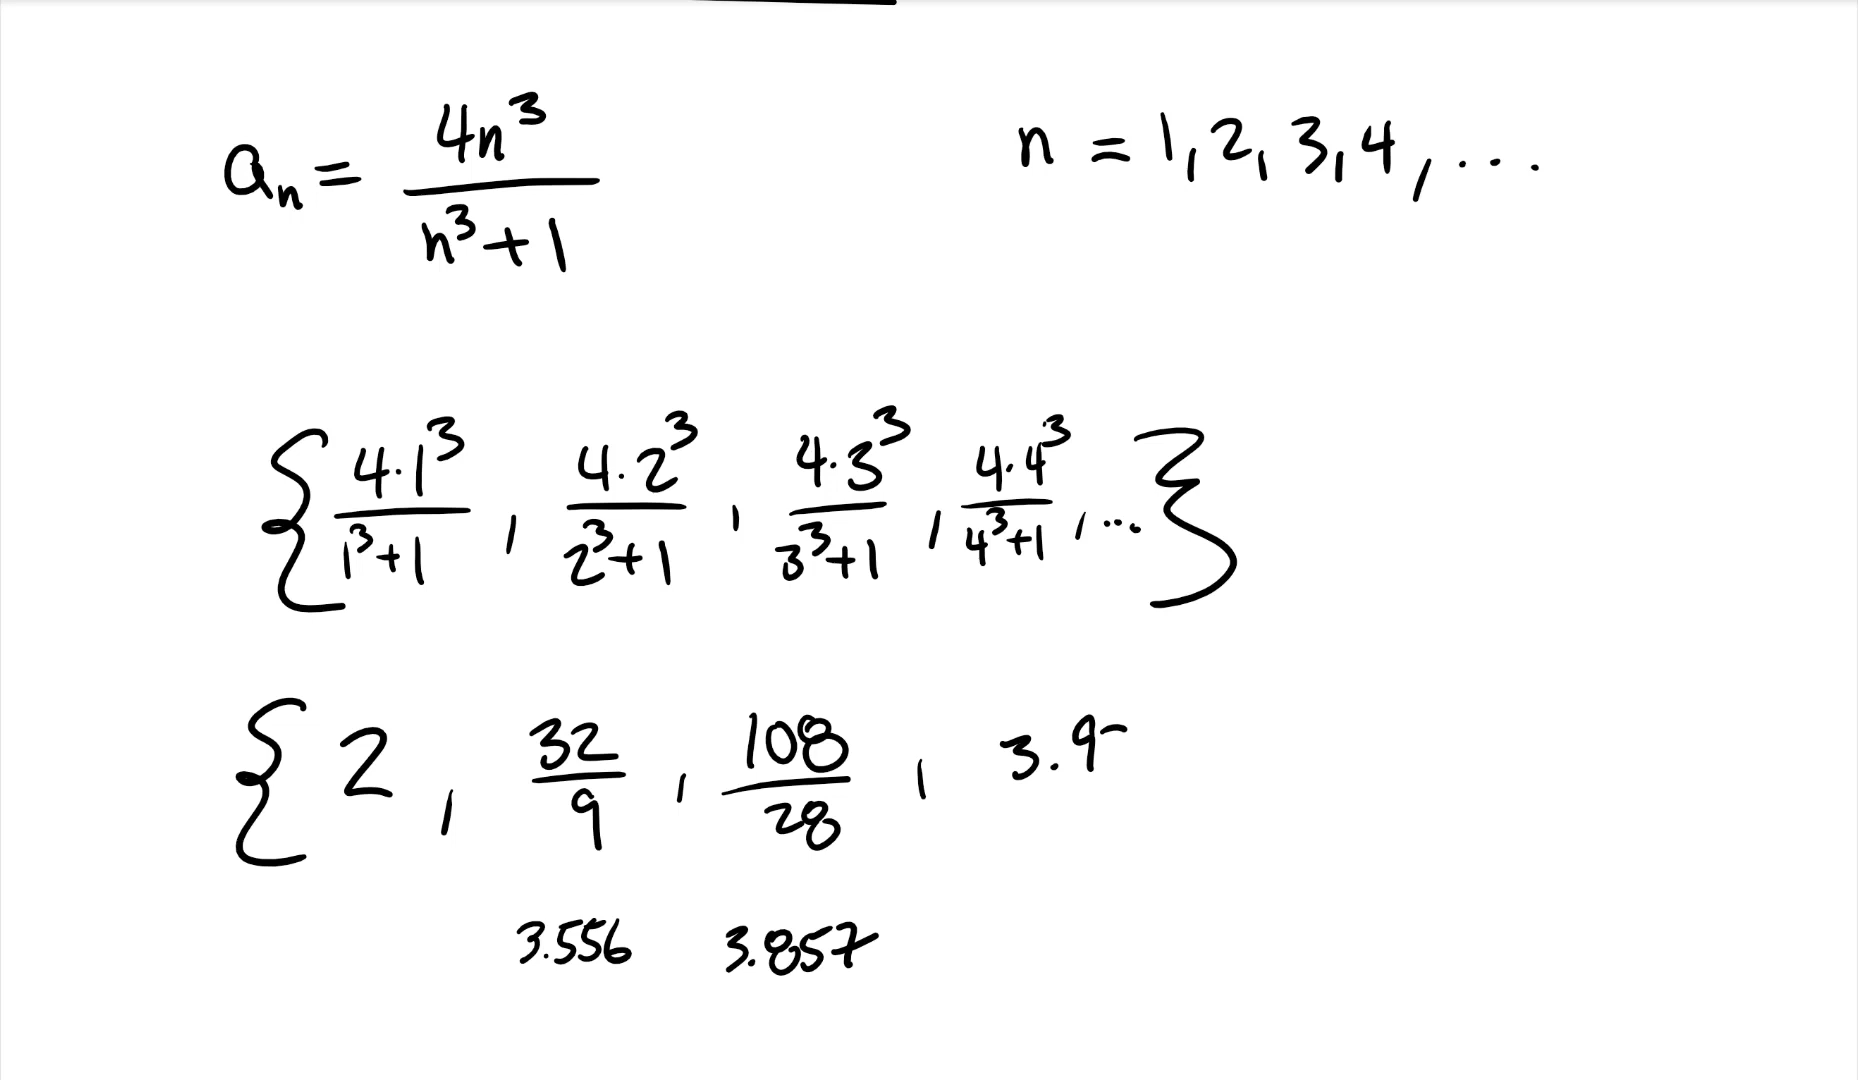 aₙ = 4n³ / (n³+1)    n = 1, 2, 3, 4, ...
{ 4·1³ / (1³+1) , 4·2³ / (2³+1) , 4·3³ / (3³+1) , 4·4³ / (4³+1) , ... }
{ 2 , 32/9 , 108/28 , 3.9
3.556 3.857